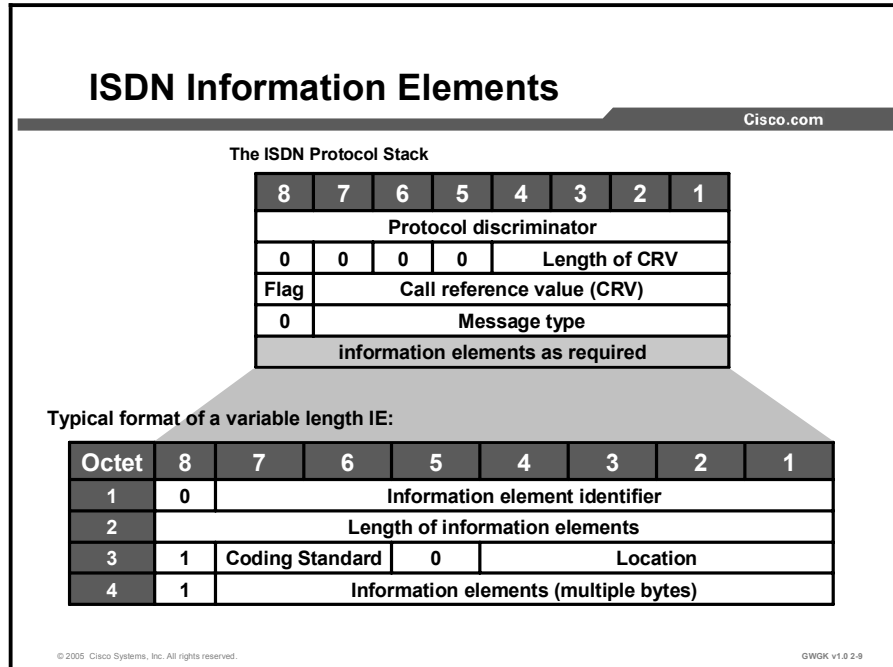 ISDN Information Elements
Cisco.com
The ISDN Protocol Stack
8 7 6 5 4 3 2 1
Protocol discriminator
0 0 0 0 Length of CRV
Flag Call reference value (CRV)
0 Message type
information elements as required
Typical format of a variable length IE:
Octet 8 7 6 5 4 3 2 1
1 0 Information element identifier
2 Length of information elements
3 1 Coding Standard 0 Location
4 1 Information elements (multiple bytes)
© 2005 Cisco Systems, Inc. All rights reserved. GWGK v1.0 2-9